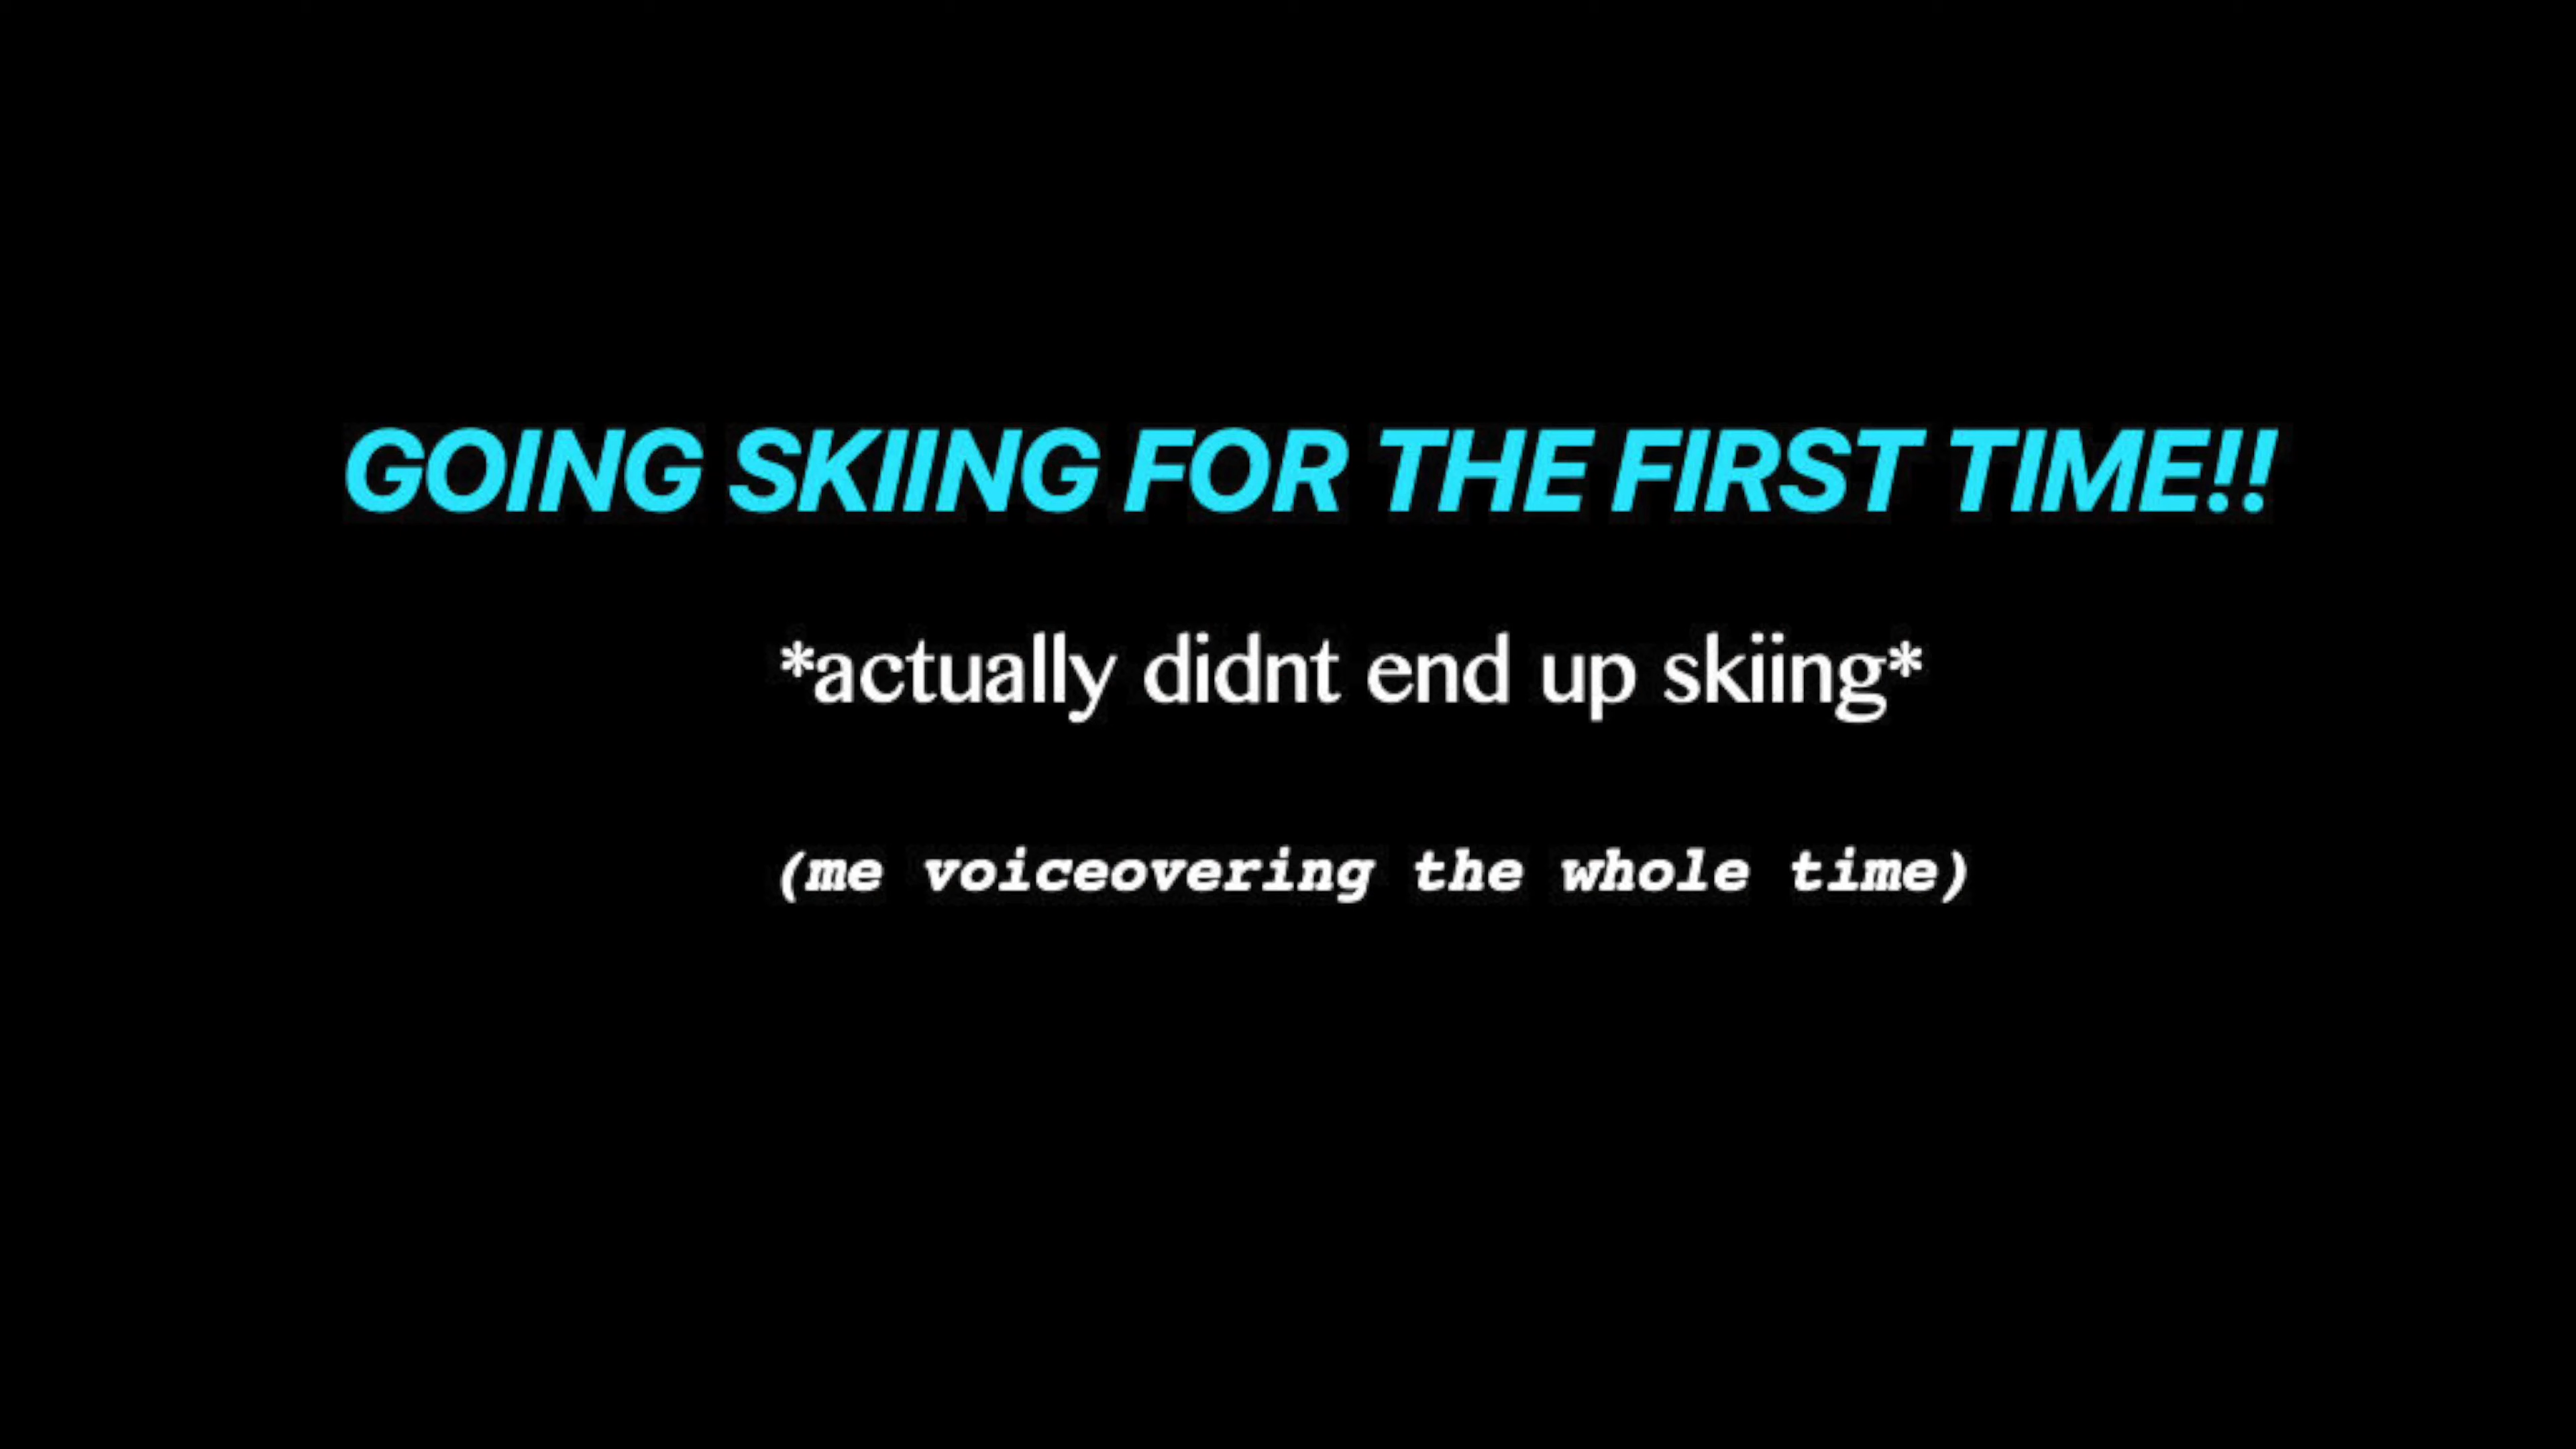 GOING SKIING FOR THE FIRST TIME!!
*actually didnt end up skiing*
(me voiceovering the whole time)